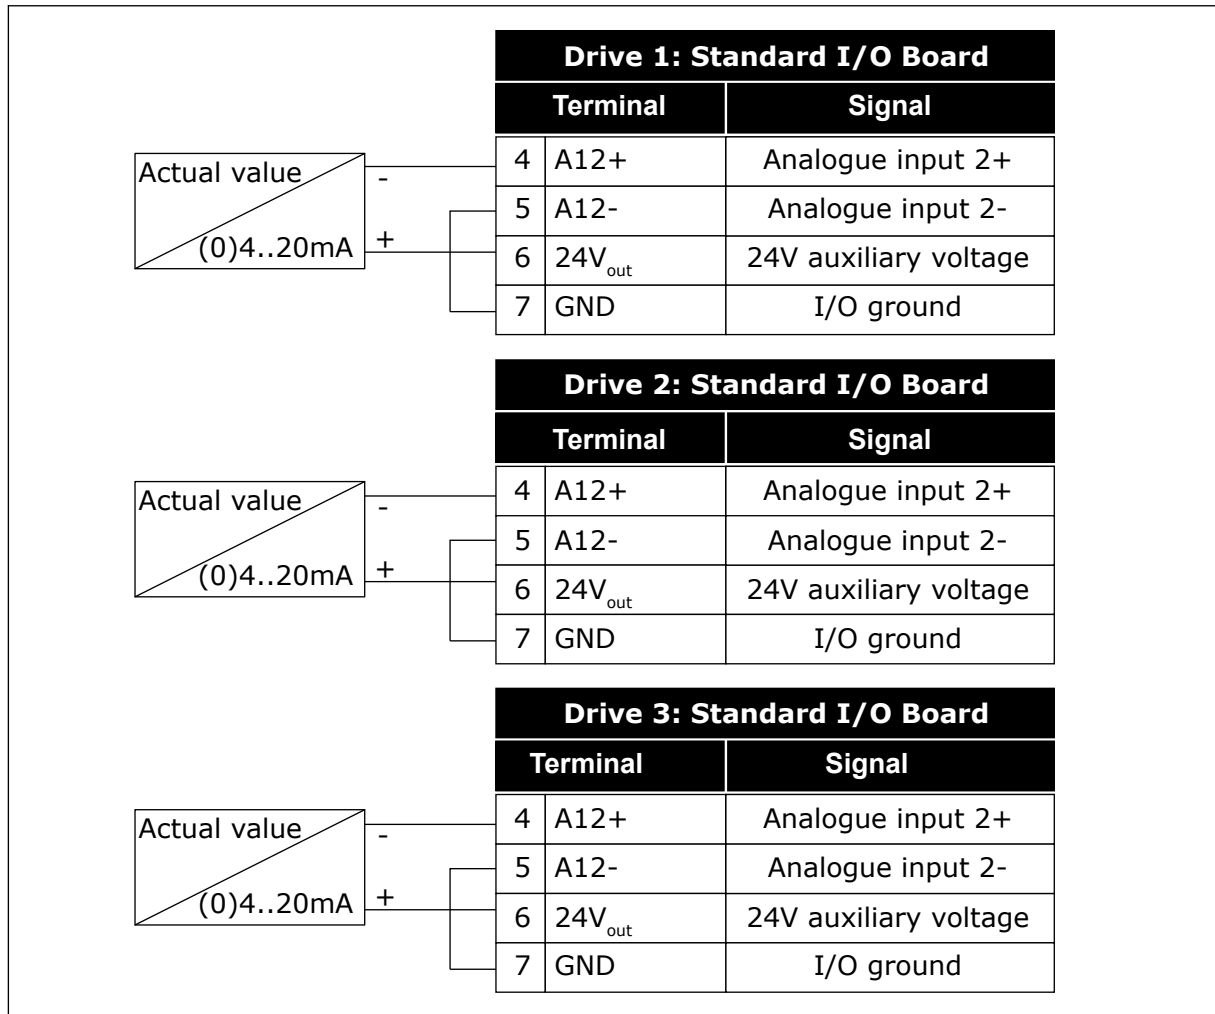 Drive 1: Standard I/O Board
Terminal Signal
Actual value
-
+
(0)4..20mA
4 A12+ Analogue input 2+
5 A12- Analogue input 2-
6 24Vout 24V auxiliary voltage
7 GND I/O ground
Drive 2: Standard I/O Board
Terminal Signal
Actual value
-
+
(0)4..20mA
4 A12+ Analogue input 2+
5 A12- Analogue input 2-
6 24Vout 24V auxiliary voltage
7 GND I/O ground
Drive 3: Standard I/O Board
Terminal Signal
Actual value
-
+
(0)4..20mA
4 A12+ Analogue input 2+
5 A12- Analogue input 2-
6 24Vout 24V auxiliary voltage
7 GND I/O ground